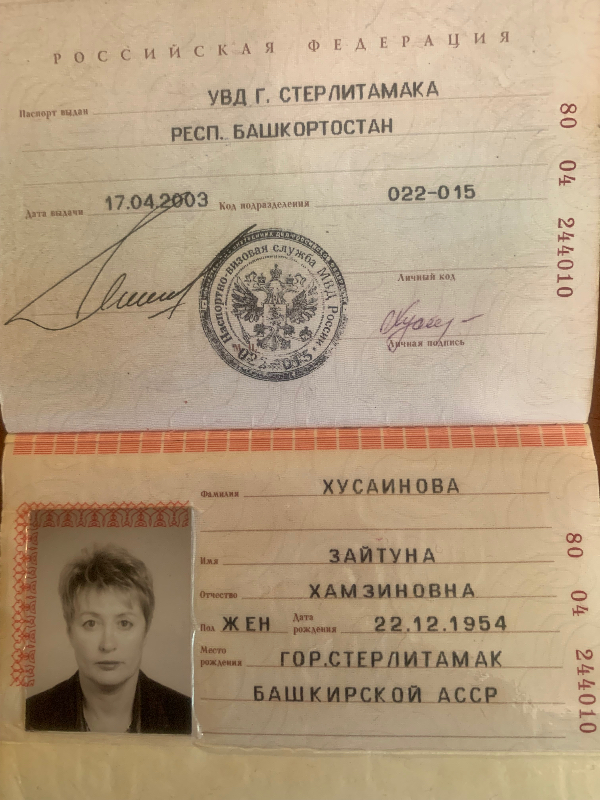 РОССИЙСКАЯ ФЕДЕРАЦИЯ
Паспорт выдан УВД Г. СТЕРЛИТАМАКА
РЕСП. БАШКОРТОСТАН
Дата выдачи 17.04.2003 Код подразделения 022-015
80 04 244010
Паспортно-визовая служба МВД России
Личный код
Личная подпись
Фамилия ХУСАИНОВА
Имя ЗАЙТУНА
Отчество ХАМЗИНОВНА
Пол ЖЕН Дата рождения 22.12.1954
Место рождения ГОР.СТЕРЛИТАМАК
БАШКИРСКОЙ АССР
80 04 244010